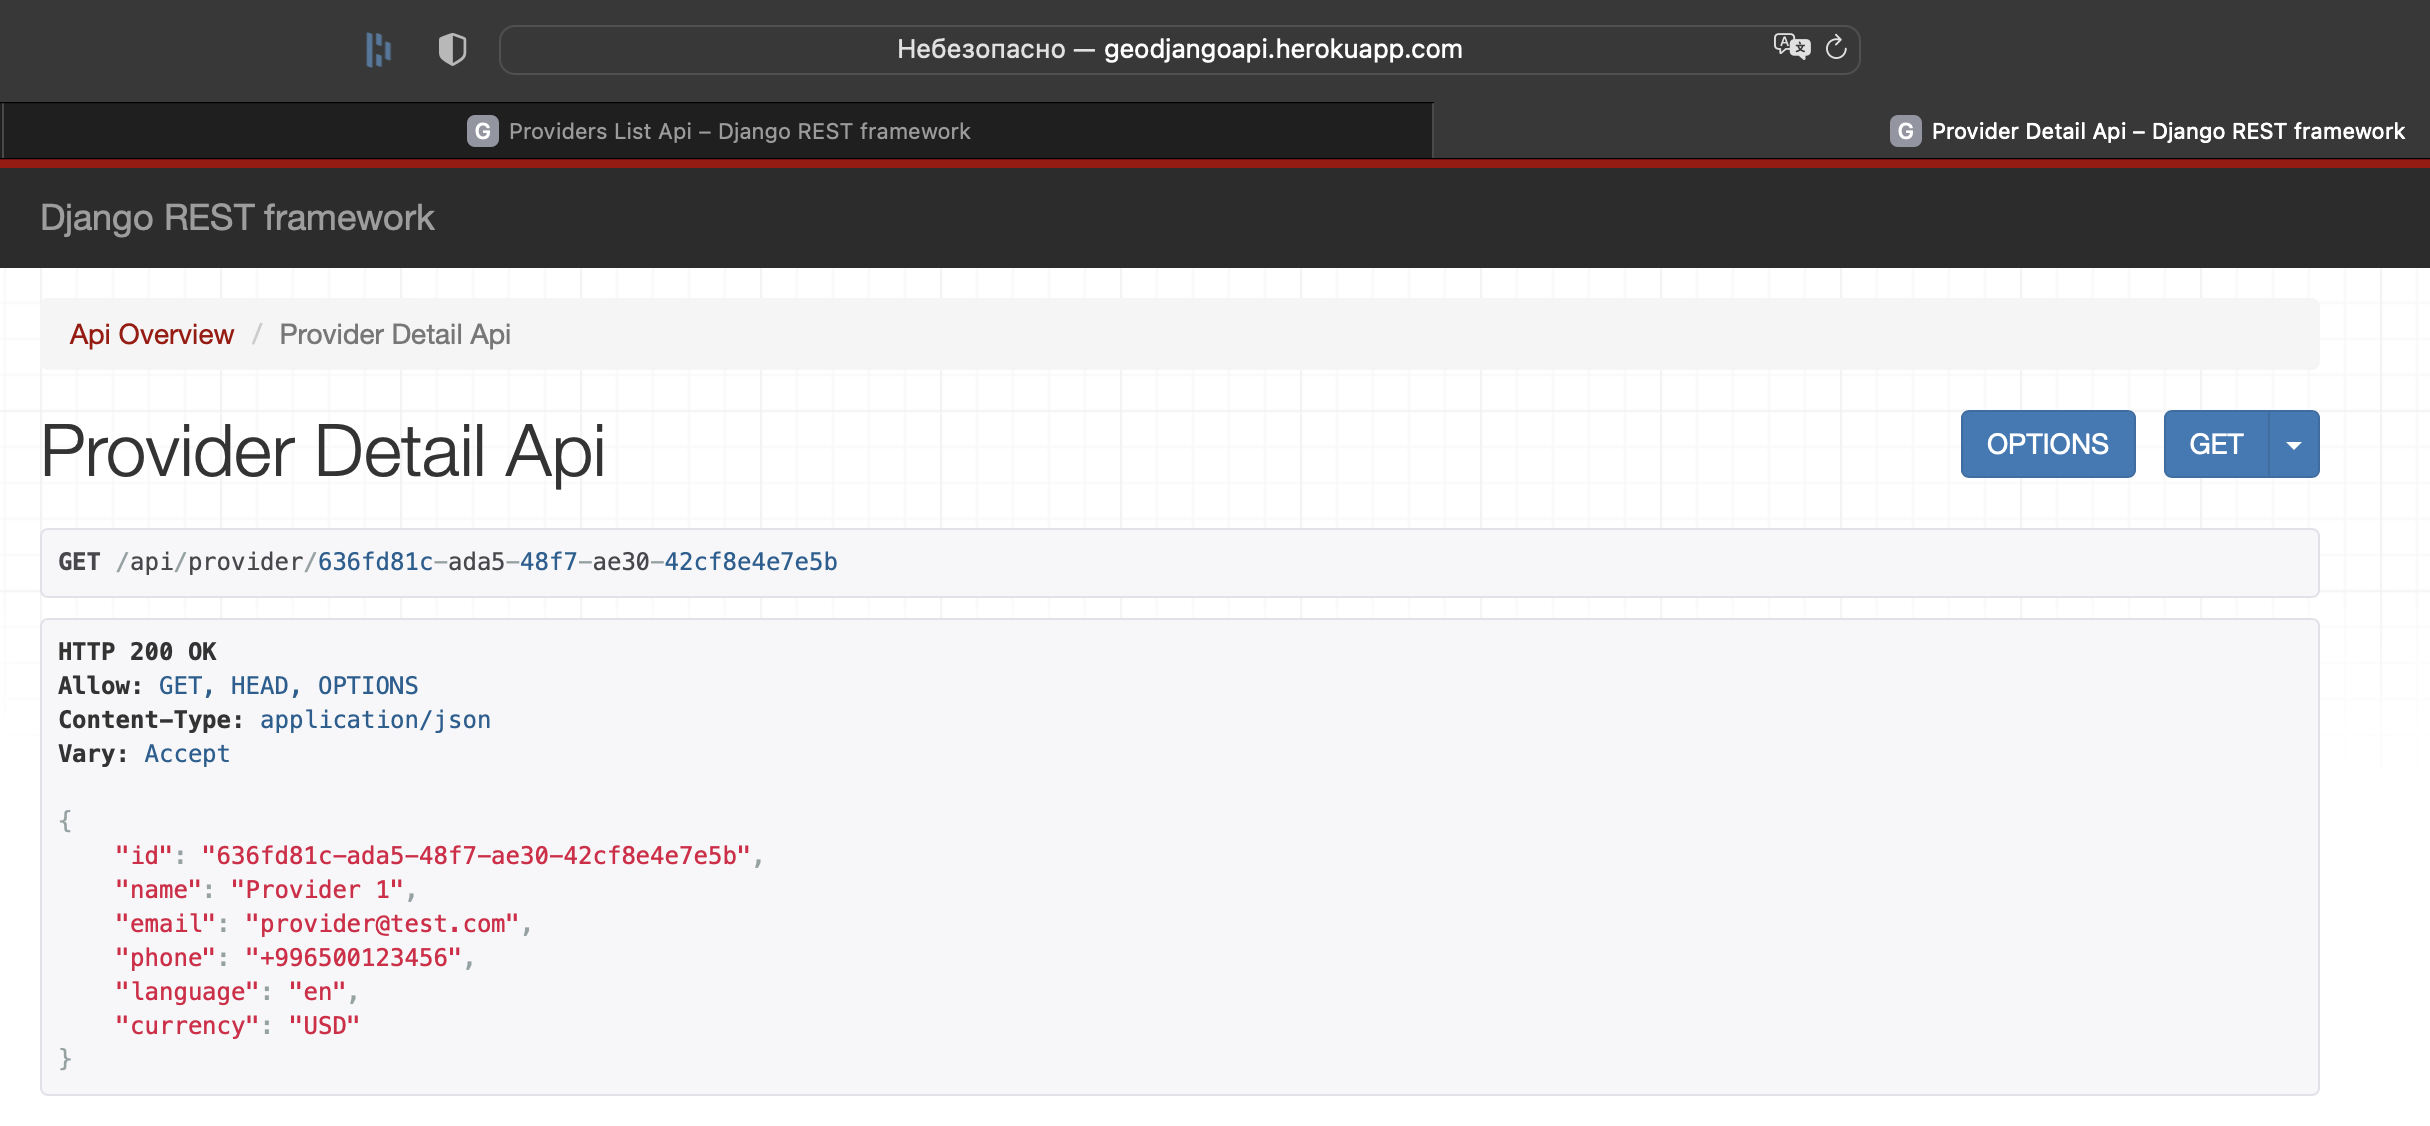 Небезопасно — geodjangoapi.herokuapp.com
G Providers List Api – Django REST framework
G Provider Detail Api – Django REST framework
Django REST framework
Api Overview / Provider Detail Api
Provider Detail Api
OPTIONS
GET
GET /api/provider/636fd81c-ada5-48f7-ae30-42cf8e4e7e5b
HTTP 200 OK
Allow: GET, HEAD, OPTIONS
Content-Type: application/json
Vary: Accept
{
    "id": "636fd81c-ada5-48f7-ae30-42cf8e4e7e5b",
    "name": "Provider 1",
    "email": "provider@test.com",
    "phone": "+996500123456",
    "language": "en",
    "currency": "USD"
}